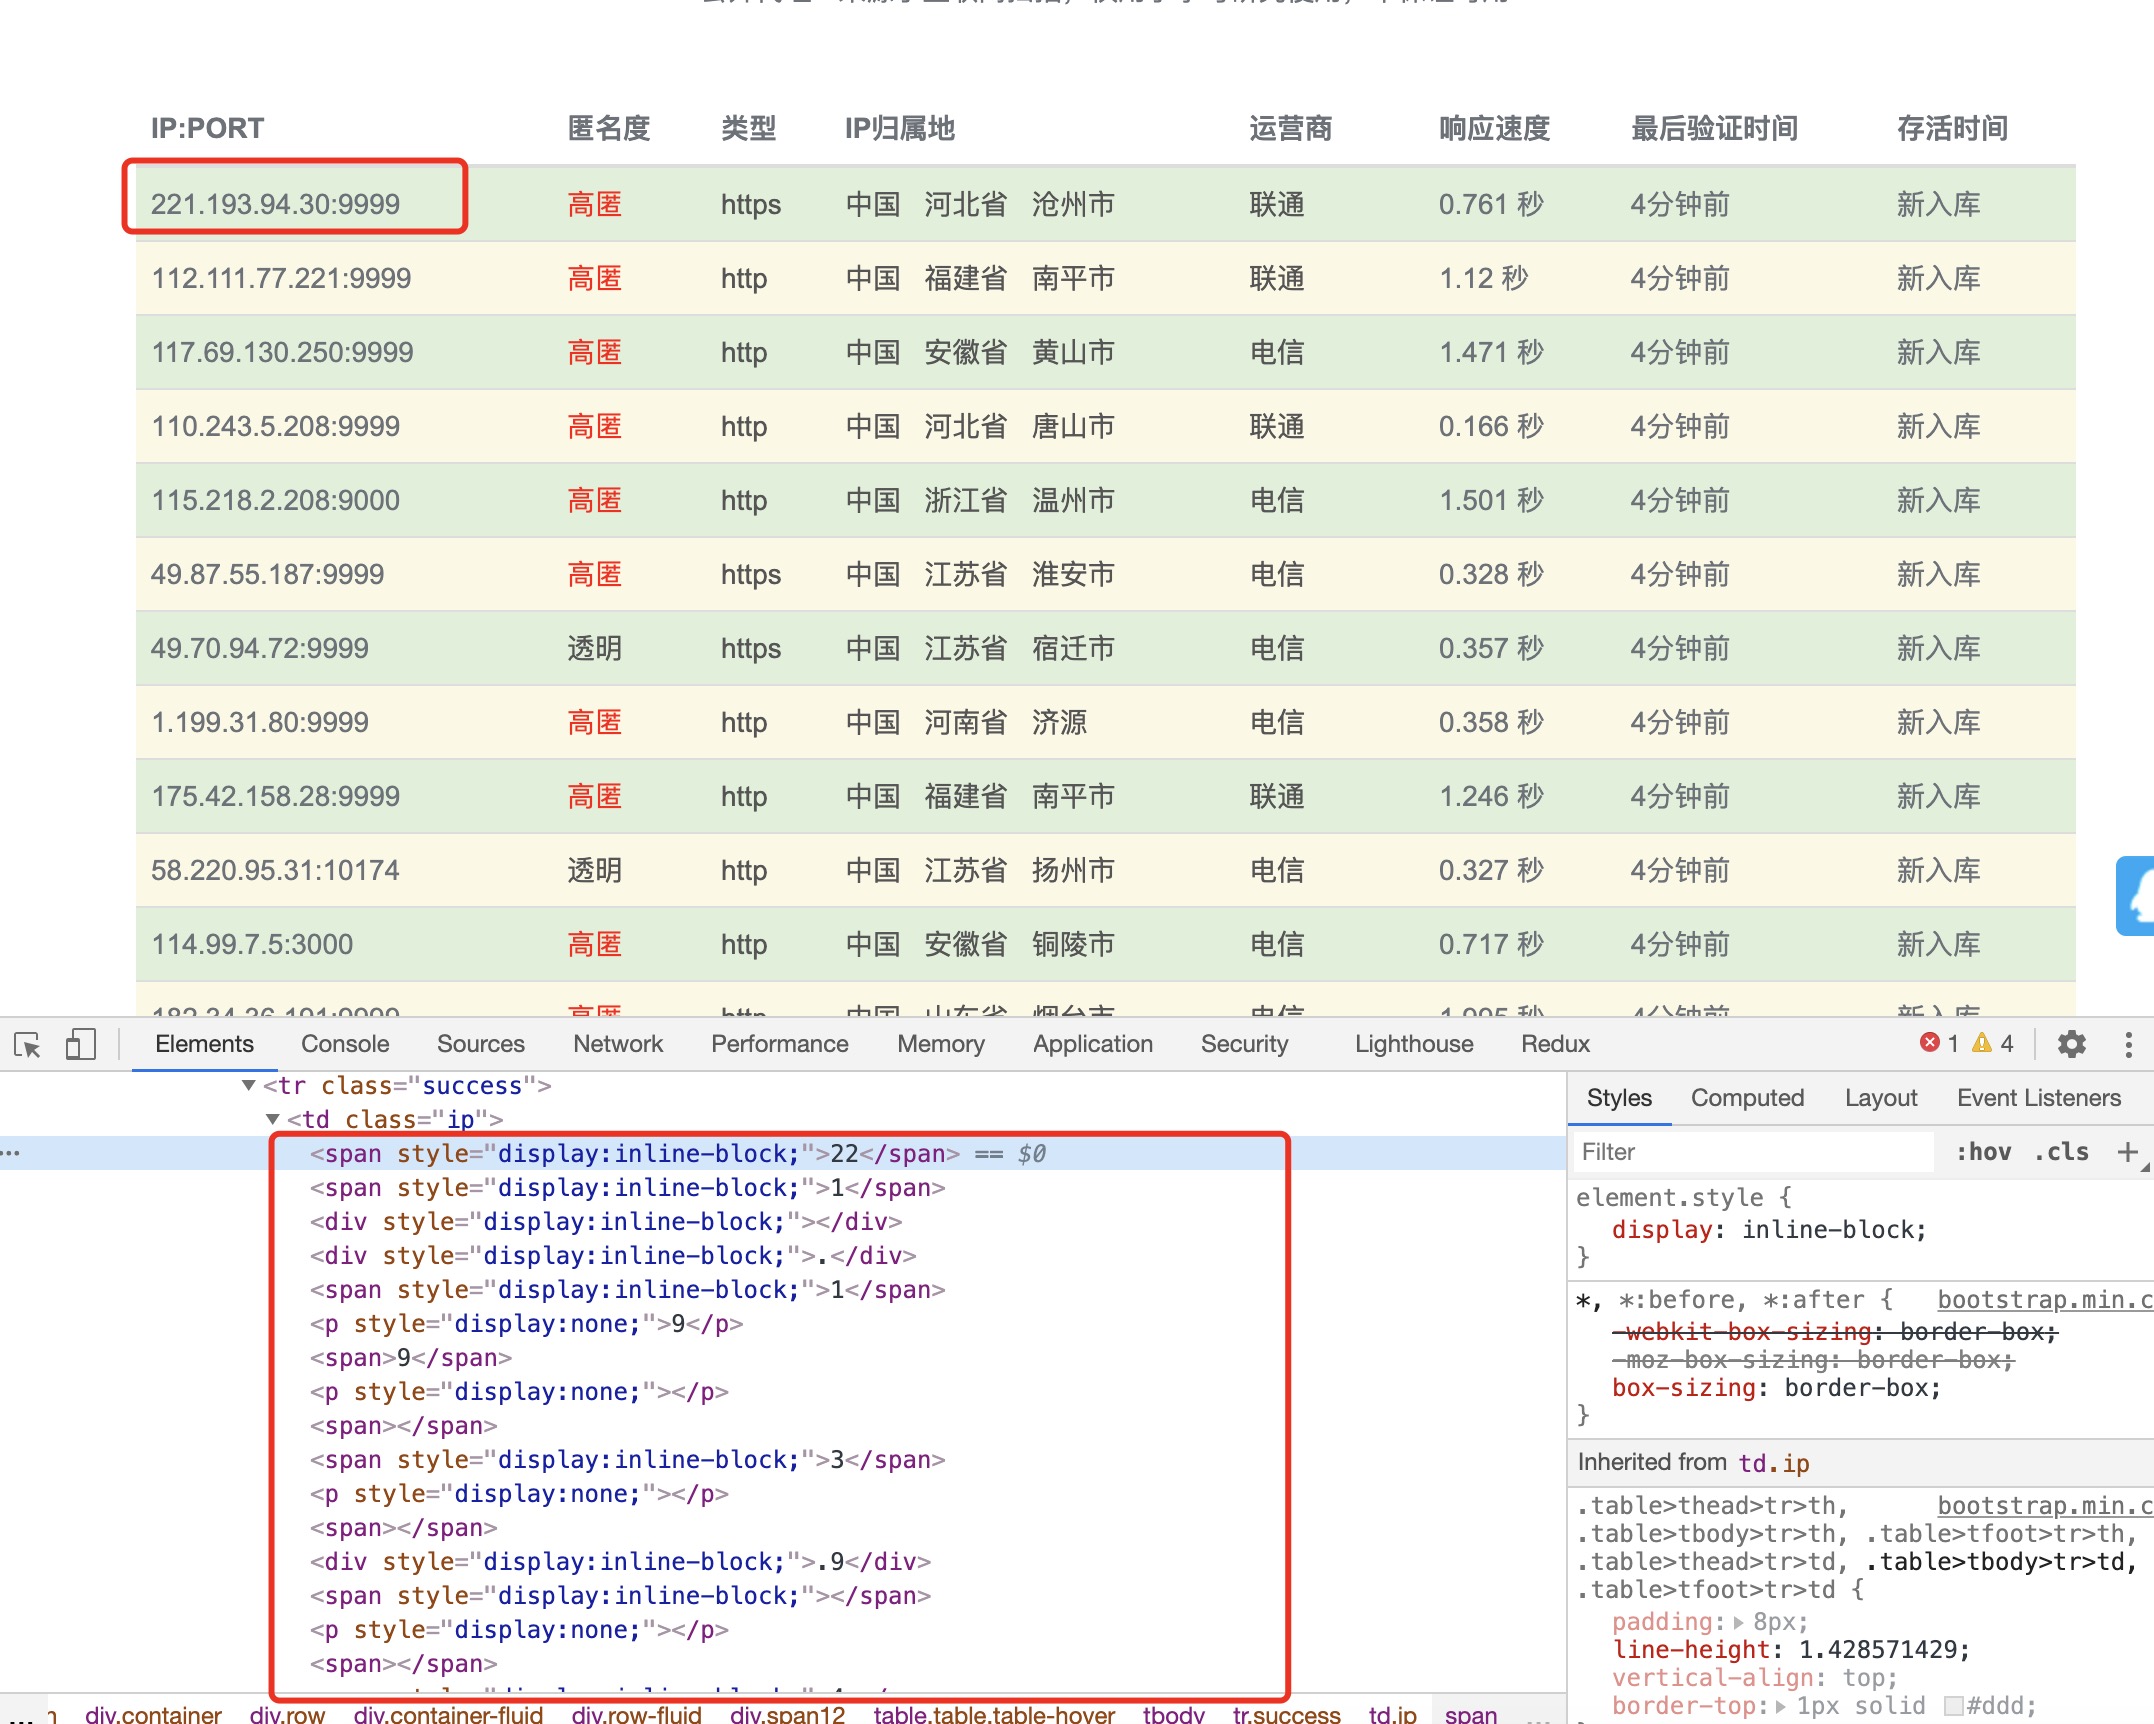 IP:PORT 匿名度 类型 IP归属地 运营商 响应速度 最后验证时间 存活时间
221.193.94.30:9999 高匿 https 中国 河北省 沧州市 联通 0.761 秒 4分钟前 新入库
112.111.77.221:9999 高匿 http 中国 福建省 南平市 联通 1.12 秒 4分钟前 新入库
117.69.130.250:9999 高匿 http 中国 安徽省 黄山市 电信 1.471 秒 4分钟前 新入库
110.243.5.208:9999 高匿 http 中国 河北省 唐山市 联通 0.166 秒 4分钟前 新入库
115.218.2.208:9000 高匿 http 中国 浙江省 温州市 电信 1.501 秒 4分钟前 新入库
49.87.55.187:9999 高匿 https 中国 江苏省 淮安市 电信 0.328 秒 4分钟前 新入库
49.70.94.72:9999 透明 https 中国 江苏省 宿迁市 电信 0.357 秒 4分钟前 新入库
1.199.31.80:9999 高匿 http 中国 河南省 济源 电信 0.358 秒 4分钟前 新入库
175.42.158.28:9999 高匿 http 中国 福建省 南平市 联通 1.246 秒 4分钟前 新入库
58.220.95.31:10174 透明 http 中国 江苏省 扬州市 电信 0.327 秒 4分钟前 新入库
114.99.7.5:3000 高匿 http 中国 安徽省 铜陵市 电信 0.717 秒 4分钟前 新入库
高匿 http 中国 山东省 烟台市 电信 4分钟前 新入库
Elements Console Sources Network Performance Memory Application Security Lighthouse Redux 1 4
<tr class="success">
<td class="ip">
<span style="display:inline-block;">22</span> == $0
<span style="display:inline-block;">1</span>
<div style="display:inline-block;"></div>
<div style="display:inline-block;">.</div>
<span style="display:inline-block;">1</span>
<p style="display:none;">9</p>
<span>9</span>
<p style="display:none;"></p>
<span></span>
<span style="display:inline-block;">3</span>
<p style="display:none;"></p>
<span></span>
<div style="display:inline-block;">.9</div>
<span style="display:inline-block;"></span>
<p style="display:none;"></p>
<span></span>
... div.container div.row div.container-fluid div.row-fluid div.span12 table.table.table-hover tbody tr.success td.ip span ...
Styles Computed Layout Event Listeners
Filter :hov .cls +
element.style {
display: inline-block;
}
*, *:before, *:after { bootstrap.min.c
-webkit-box-sizing: border-box;
-moz-box-sizing: border-box;
box-sizing: border-box;
}
Inherited from td.ip
.table>thead>tr>th, bootstrap.min.c
.table>tbody>tr>th, .table>tfoot>tr>th,
.table>thead>tr>td, .table>tbody>tr>td,
.table>tfoot>tr>td {
padding: 8px;
line-height: 1.428571429;
vertical-align: top;
border-top: 1px solid #ddd;